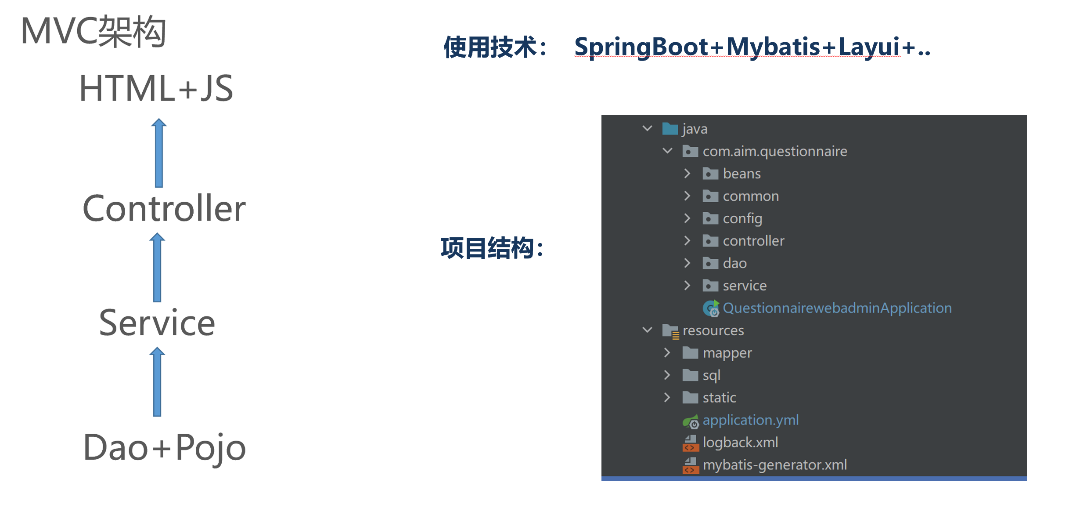 MVC架构
HTML+JS
Controller
Service
Dao+Pojo
使用技术： SpringBoot+Mybatis+Layui+..
项目结构：
java
com.aim.questionnaire
beans
common
config
controller
dao
service
QuestionnairewebadminApplication
resources
mapper
sql
static
application.yml
logback.xml
mybatis-generator.xml